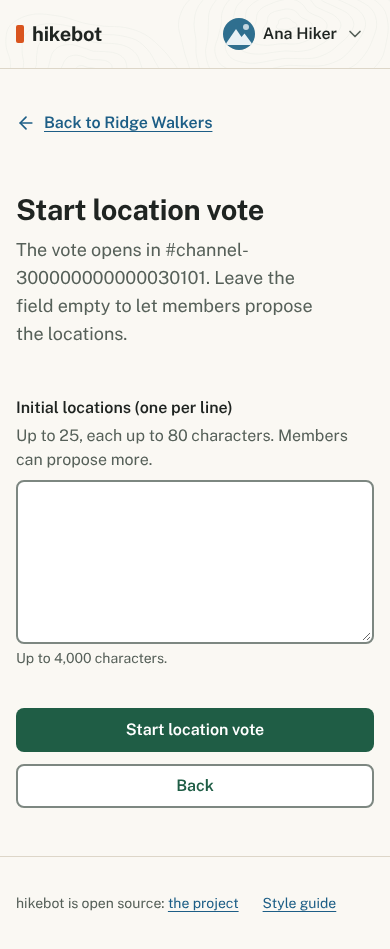 hikebot
Ana Hiker
Back to Ridge Walkers
Start location vote
The vote opens in #channel-
300000000000030101. Leave the
field empty to let members propose
the locations.
Initial locations (one per line)
Up to 25, each up to 80 characters. Members
can propose more.
Up to 4,000 characters.
Start location vote
Back
hikebot is open source: the project Style guide